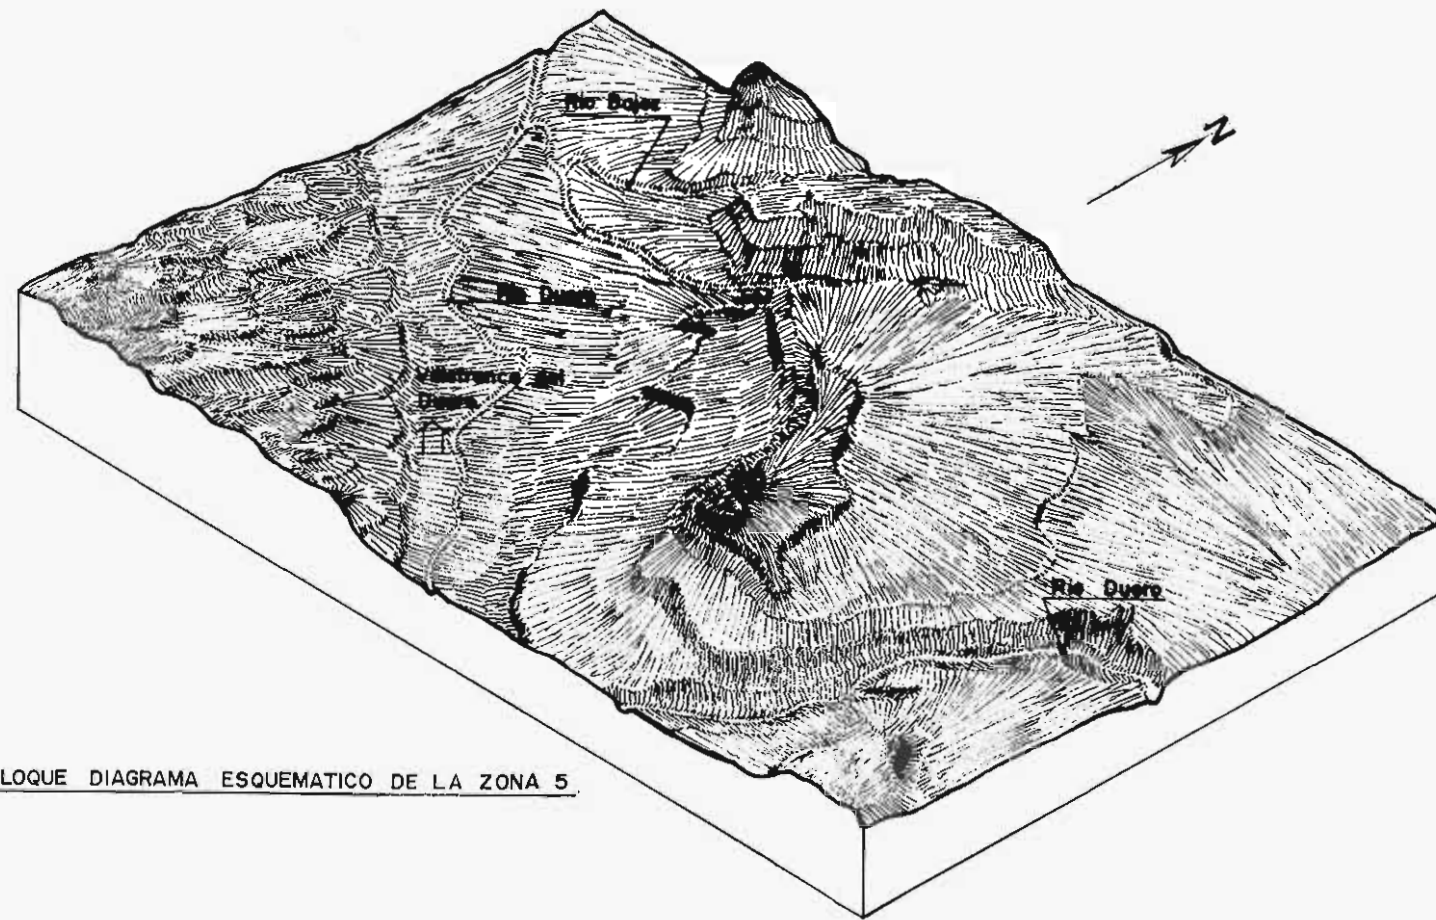 Río Bajoz
N
Río Duero
Villafranca del
Duero
Río Duero
LOQUE DIAGRAMA ESQUEMATICO DE LA ZONA 5